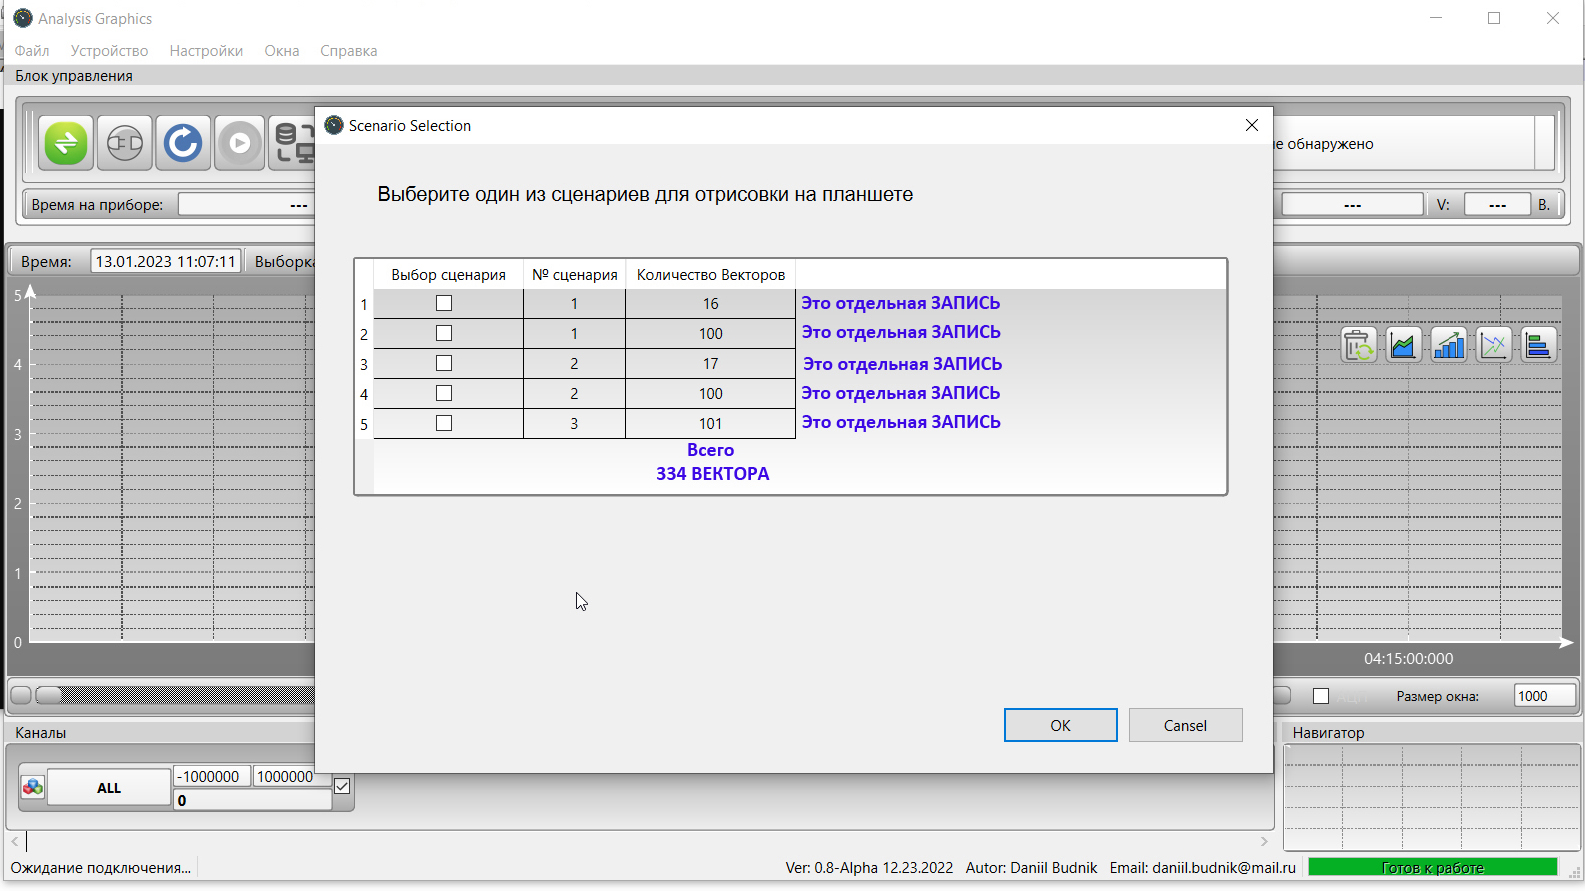 Analysis Graphics
Файл Устройство Настройки Окна Справка
Блок управления
Scenario Selection
не обнаружено
Выберите один из сценариев для отрисовки на планшете
Время на приборе: ---
--- V: --- В.
Время: 13.01.2023 11:07:11 Выборка
Выбор сценария № сценария Количество Векторов
1 1 16 Это отдельная ЗАПИСЬ
2 1 100 Это отдельная ЗАПИСЬ
3 2 17 Это отдельная ЗАПИСЬ
4 2 100 Это отдельная ЗАПИСЬ
5 3 101 Это отдельная ЗАПИСЬ
Всего
334 ВЕКТОРА
5
4
3
2
1
0
04:15:00:000
Размер окна: 1000
OK Cansel
Каналы
Навигатор
ALL -1000000 1000000
0
Ожидание подключения... Ver: 0.8-Alpha 12.23.2022 Autor: Daniil Budnik Email: daniil.budnik@mail.ru Готов к работе